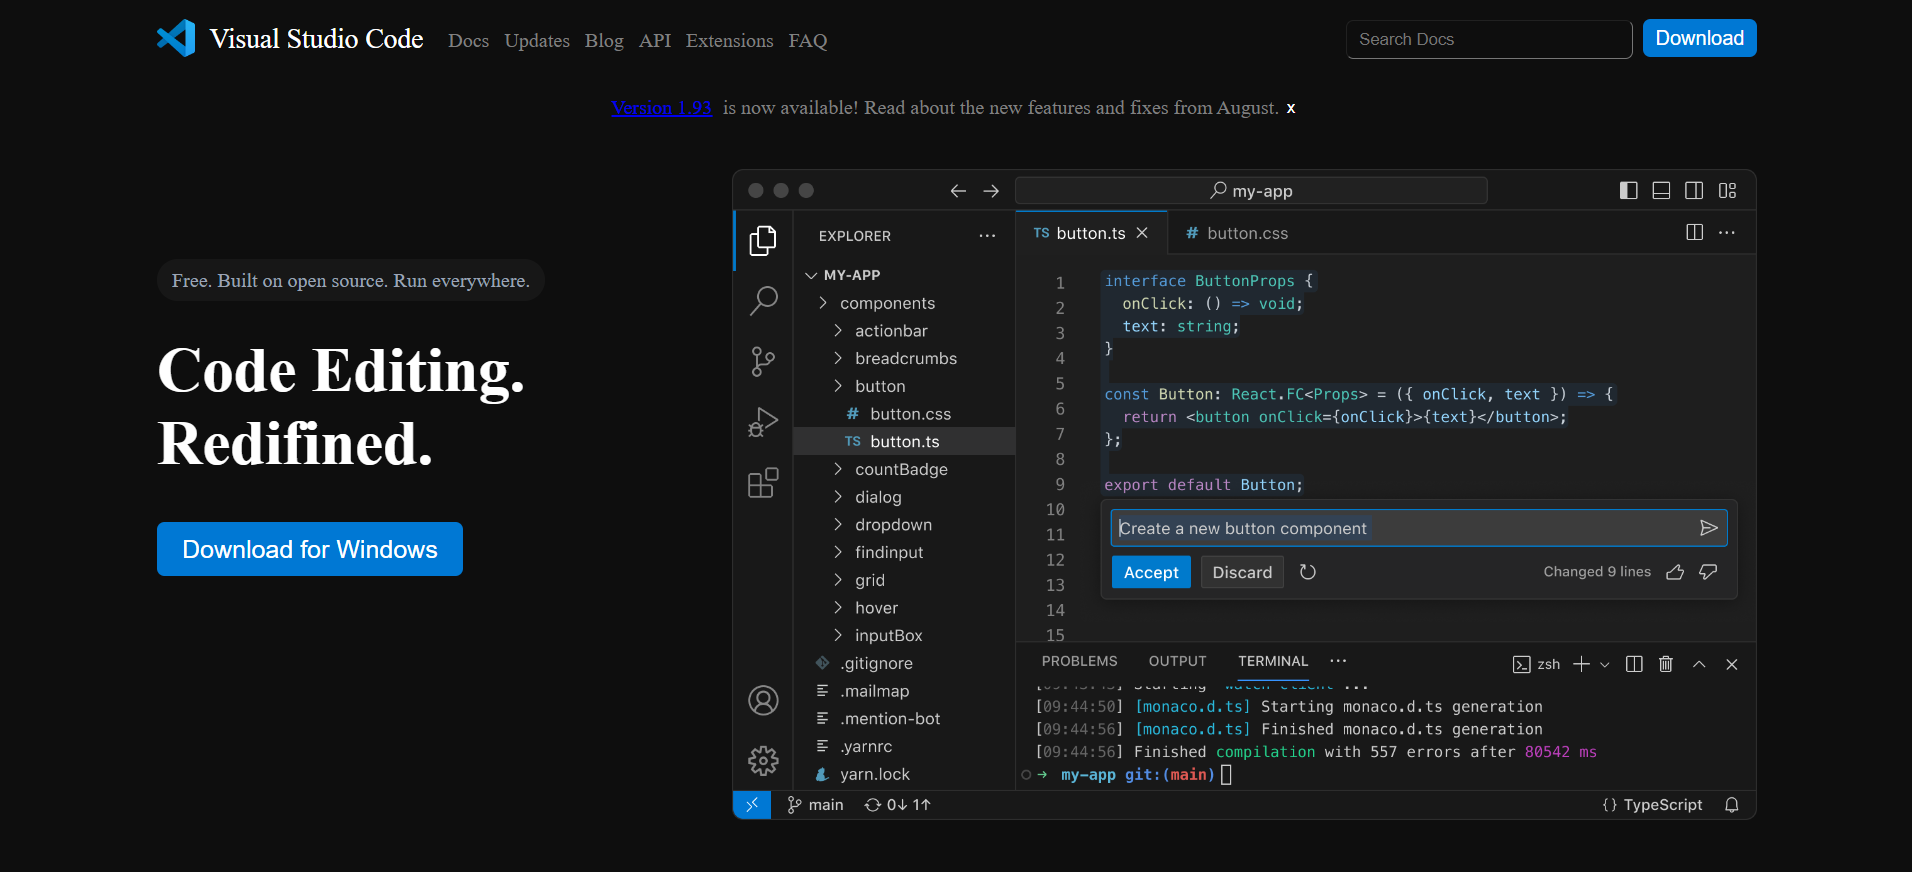 Visual Studio Code Docs Updates Blog API Extensions FAQ Search Docs Download
Version 1.93 is now available! Read about the new features and fixes from August. x
Free. Built on open source. Run everywhere.
Code Editing.
Redifined.
Download for Windows
my-app
EXPLORER ···
MY-APP
components
actionbar
breadcrumbs
button
# button.css
TS button.ts
countBadge
dialog
dropdown
findinput
grid
hover
inputBox
.gitignore
.mailmap
.mention-bot
.yarnrc
yarn.lock
TS button.ts
# button.css
1
2
3
4
5
6
7
8
9
10
11
12
13
14
15
interface ButtonProps {
onClick: () => void;
text: string;
}
const Button: React.FC<Props> = ({ onClick, text }) => {
return <button onClick={onClick}>{text}</button>;
};
export default Button;
Create a new button component
Accept Discard Changed 9 lines
PROBLEMS OUTPUT TERMINAL ··· zsh
Starting 'watch-client'...
[09:44:50] [monaco.d.ts] Starting monaco.d.ts generation
[09:44:56] [monaco.d.ts] Finished monaco.d.ts generation
[09:44:56] Finished compilation with 557 errors after 80542 ms
→ my-app git:(main)
main 0↓ 1↑ {} TypeScript